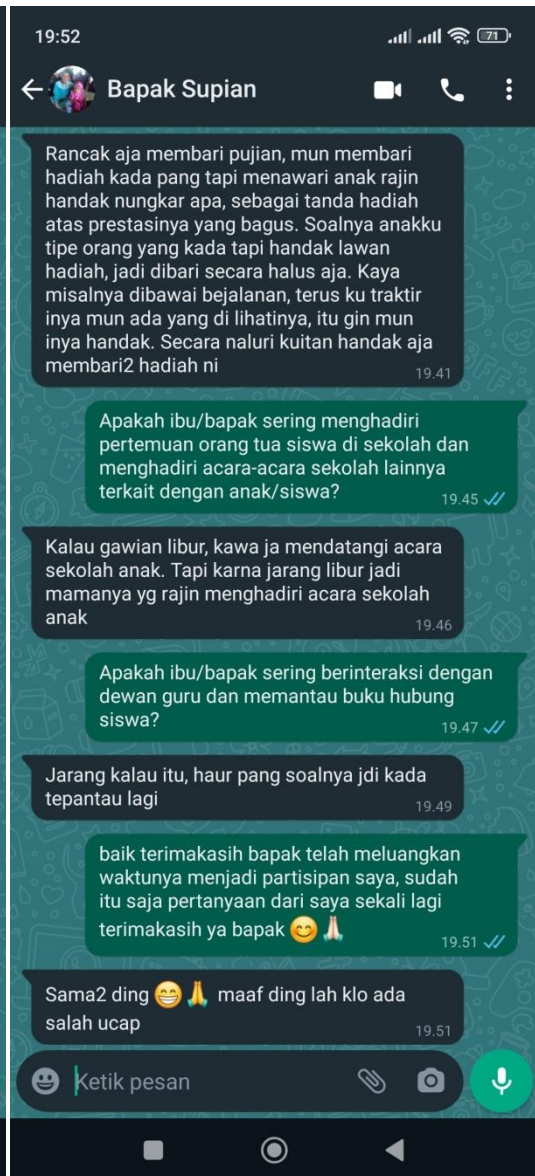 19:52
71
Bapak Supian
Rancak aja membari pujian, mun membari
hadiah kada pang tapi menawari anak rajin
handak nungkar apa, sebagai tanda hadiah
atas prestasinya yang bagus. Soalnya anakku
tipe orang yang kada tapi handak lawan
hadiah, jadi dibari secara halus aja. Kaya
misalnya dibawai bejalanan, terus ku traktir
inya mun ada yang di lihatinya, itu gin mun
inya handak. Secara naluri kuitan handak aja
membari2 hadiah ni
19.41
Apakah ibu/bapak sering menghadiri
pertemuan orang tua siswa di sekolah dan
menghadiri acara-acara sekolah lainnya
terkait dengan anak/siswa?
19.45
Kalau gawian libur, kawa ja mendatangi acara
sekolah anak. Tapi karna jarang libur jadi
mamanya yg rajin menghadiri acara sekolah
anak
19.46
Apakah ibu/bapak sering berinteraksi dengan
dewan guru dan memantau buku hubung
siswa?
19.47
Jarang kalau itu, haur pang soalnya jdi kada
tepantau lagi
19.49
baik terimakasih bapak telah meluangkan
waktunya menjadi partisipan saya, sudah
itu saja pertanyaan dari saya sekali lagi
terimakasih ya bapak 😊🙏🏻
19.51
Sama2 ding 😁🙏 maaf ding lah klo ada
salah ucap
19.51
Ketik pesan